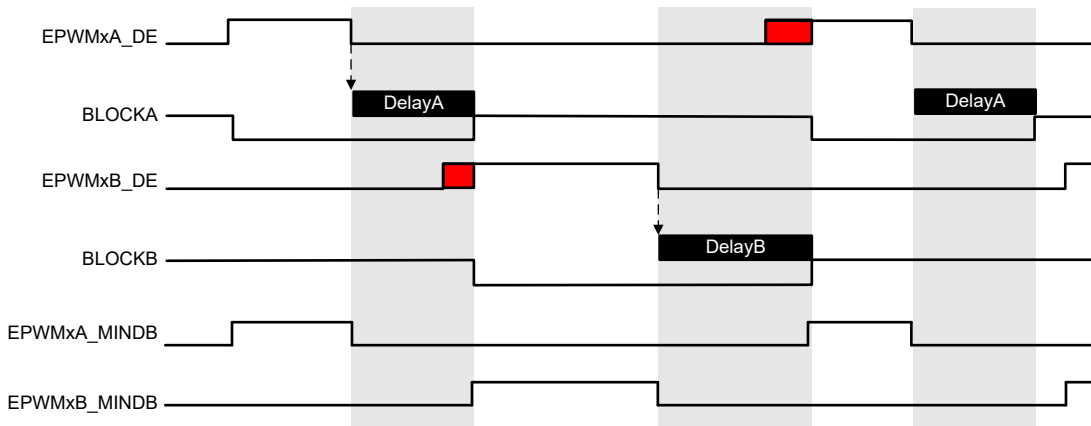 EPWMxA_DE
DelayA
DelayA
BLOCKA
EPWMxB_DE
DelayB
BLOCKB
EPWMxA_MINDB
EPWMxB_MINDB